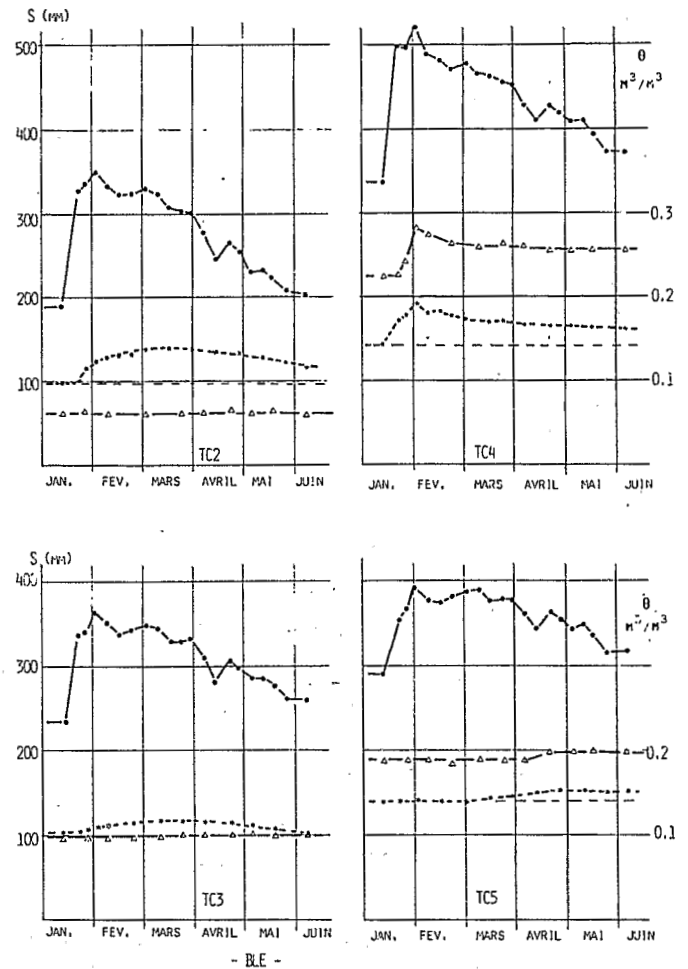 S (MM)
500
400
300
200
100
TC2
JAN. FEV. MARS AVRIL MAI JUIN
θ
M³/M³
0.3
0.2
0.1
TC4
JAN. FEV. MARS AVRIL MAI JUIN
S (MM)
400
300
200
100
TC3
JAN. FEV. MARS AVRIL MAI JUIN
θ
M³/M³
0.2
0.1
TC5
JAN. FEV. MARS AVRIL MAI JUIN
- BLE -